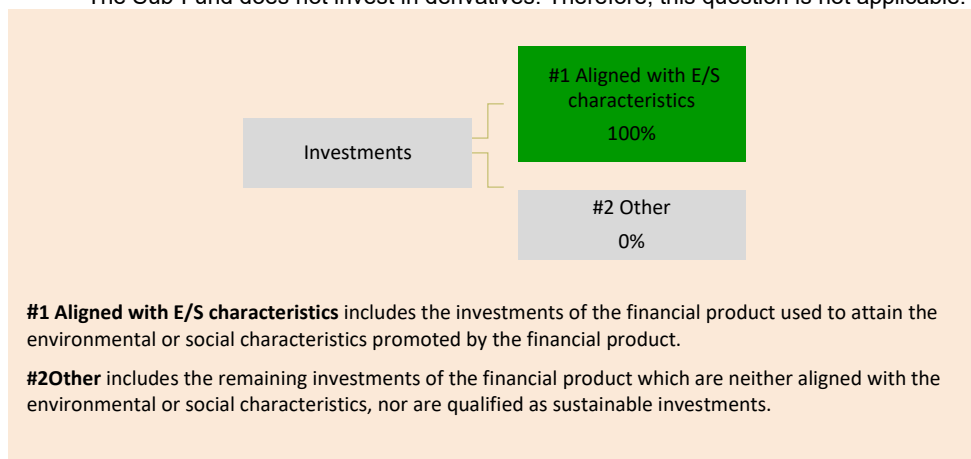 The Sub-Fund does not invest in derivatives. Therefore, this question is not applicable.
#1 Aligned with E/S
characteristics
100%
Investments
#2 Other
0%
#1 Aligned with E/S characteristics includes the investments of the financial product used to attain the
environmental or social characteristics promoted by the financial product.
#2Other includes the remaining investments of the financial product which are neither aligned with the
environmental or social characteristics, nor are qualified as sustainable investments.